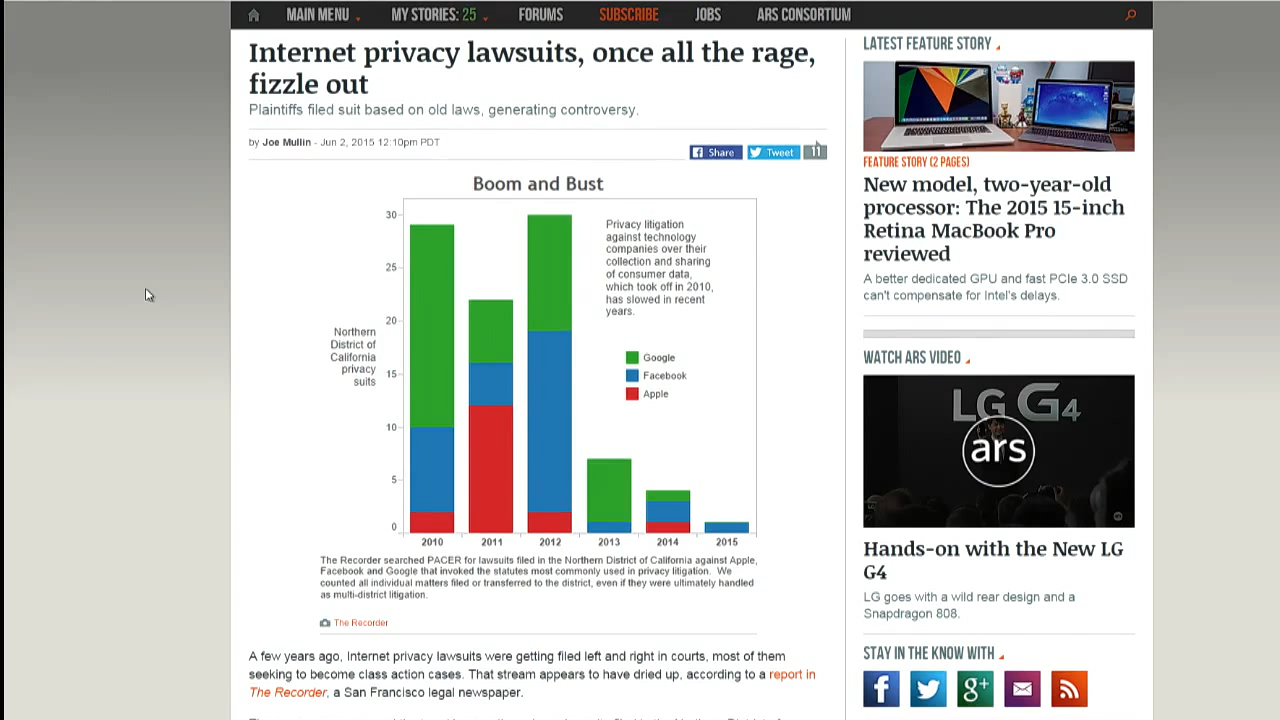 MAIN MENU
MY STORIES: 25
FORUMS
SUBSCRIBE
JOBS
ARS CONSORTIUM
Internet privacy lawsuits, once all the rage,
fizzle out
Plaintiffs filed suit based on old laws, generating controversy.
by Joe Mullin - Jun 2, 2015 12:10pm PDT
Share
Tweet
11
Boom and Bust
30
25
20
15
10
5
0
Northern
District of
California
privacy
suits
Privacy litigation
against technology
companies over their
collection and sharing
of consumer data,
which took off in 2010,
has slowed in recent
years.
Google
Facebook
Apple
2010 2011 2012 2013 2014 2015
The Recorder searched PACER for lawsuits filed in the Northern District of California against Apple,
Facebook and Google that invoked the statutes most commonly used in privacy litigation. We
counted all individual matters filed or transferred to the district, even if they were ultimately handled
as multi-district litigation.
The Recorder
A few years ago, Internet privacy lawsuits were getting filed left and right in courts, most of them
seeking to become class action cases. That stream appears to have dried up, according to a report in
The Recorder, a San Francisco legal newspaper.
LATEST FEATURE STORY
FEATURE STORY (2 PAGES)
New model, two-year-old
processor: The 2015 15-inch
Retina MacBook Pro
reviewed
A better dedicated GPU and fast PCIe 3.0 SSD
can't compensate for Intel's delays.
WATCH ARS VIDEO
LG G4
ars
Hands-on with the New LG
G4
LG goes with a wild rear design and a
Snapdragon 808.
STAY IN THE KNOW WITH